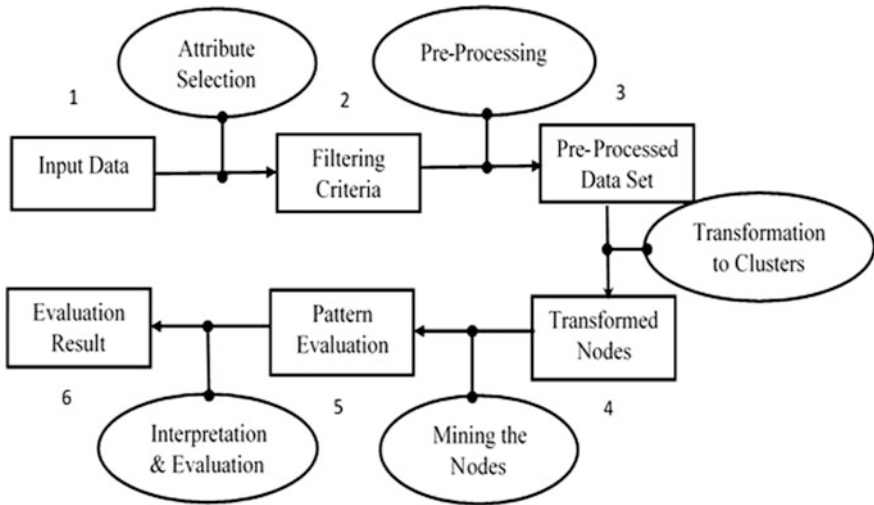 Attribute
Selection
Pre-Processing
1
2
3
Input Data
Filtering
Criteria
Pre-Processed
Data Set
Transformation
to Clusters
Evaluation
Result
Pattern
Evaluation
Transformed
Nodes
6
5
4
Interpretation
& Evaluation
Mining the
Nodes